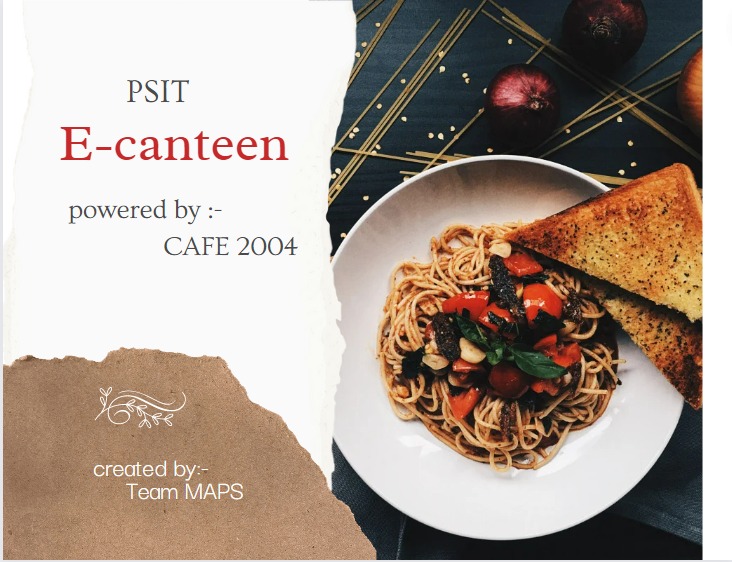 PSIT
E-canteen
powered by :-
CAFE 2004
created by:-
Team MAPS